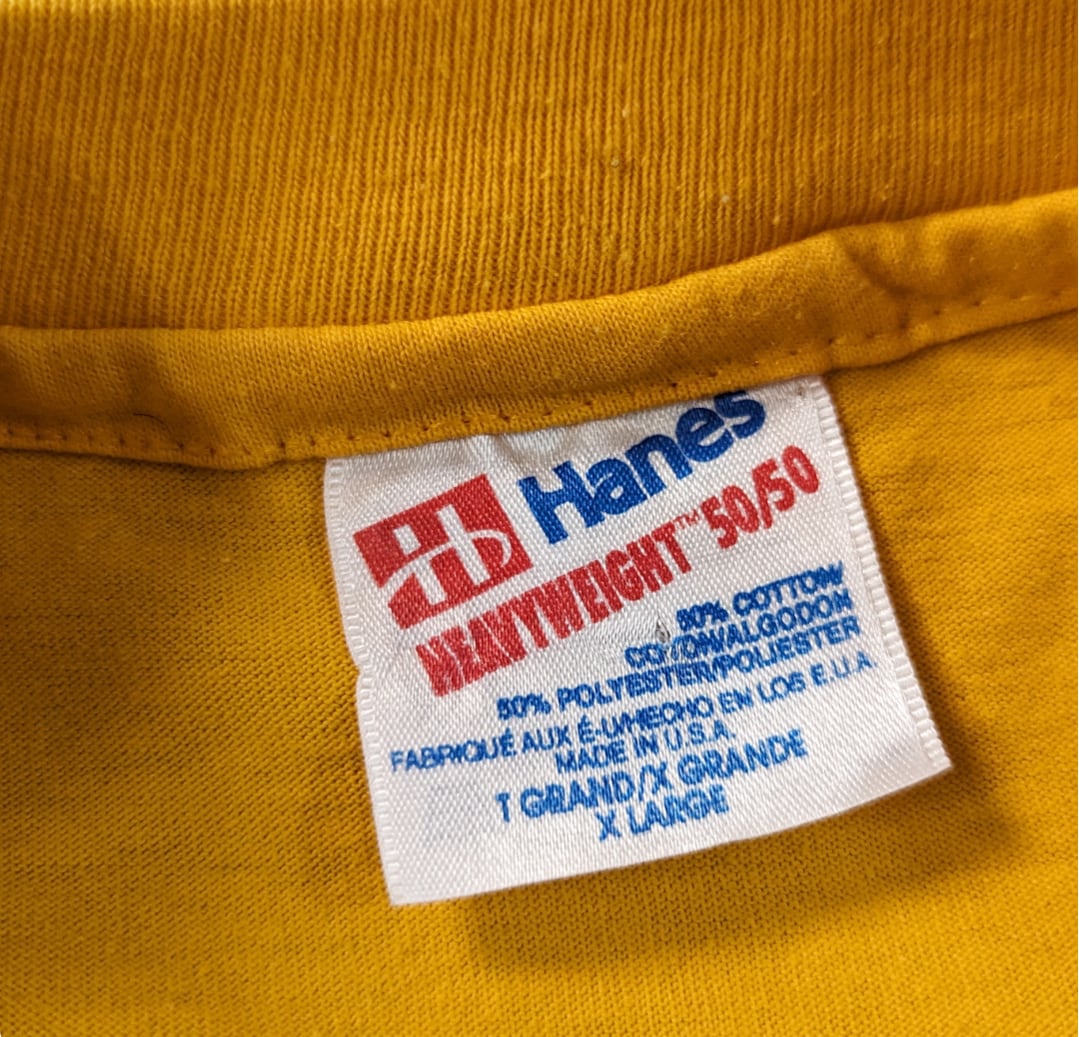 Hanes
HEAVYWEIGHT™ 50/50
50% COTTON/
COTON/ALGODON
50% POLYESTER/POLIESTER
FABRIQUÉ AUX É-U/HECHO EN LOS E.U.A.
MADE IN U.S.A.
T GRAND/X GRANDE
X LARGE